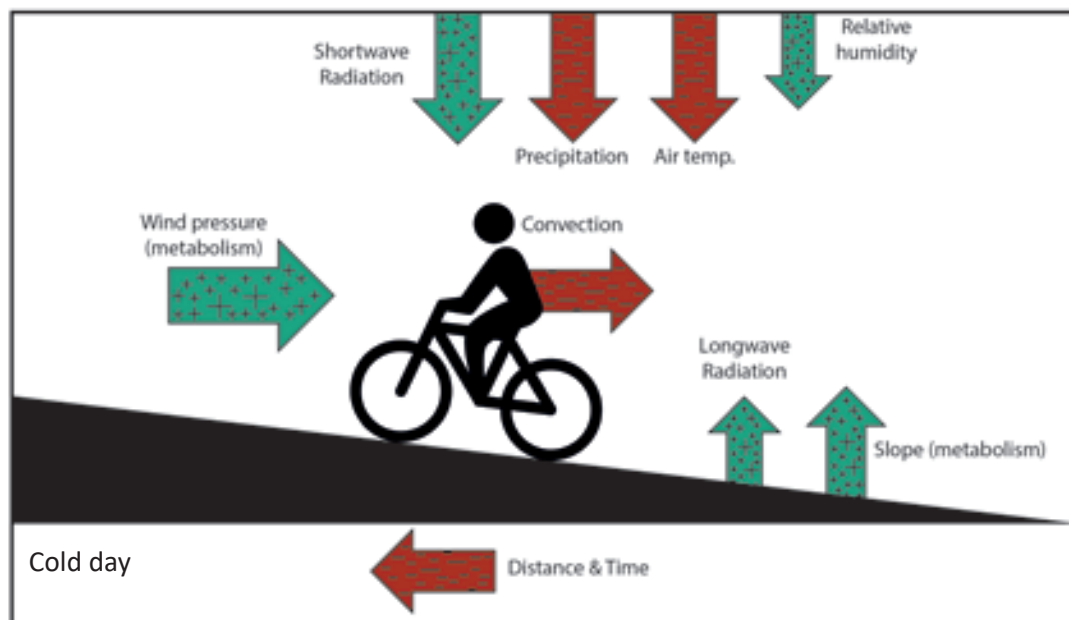 Shortwave
Radiation
Relative
humidity
Precipitation
Air temp.
Wind pressure
(metabolism)
Convection
Longwave
Radiation
Slope (metabolism)
Cold day
Distance & Time